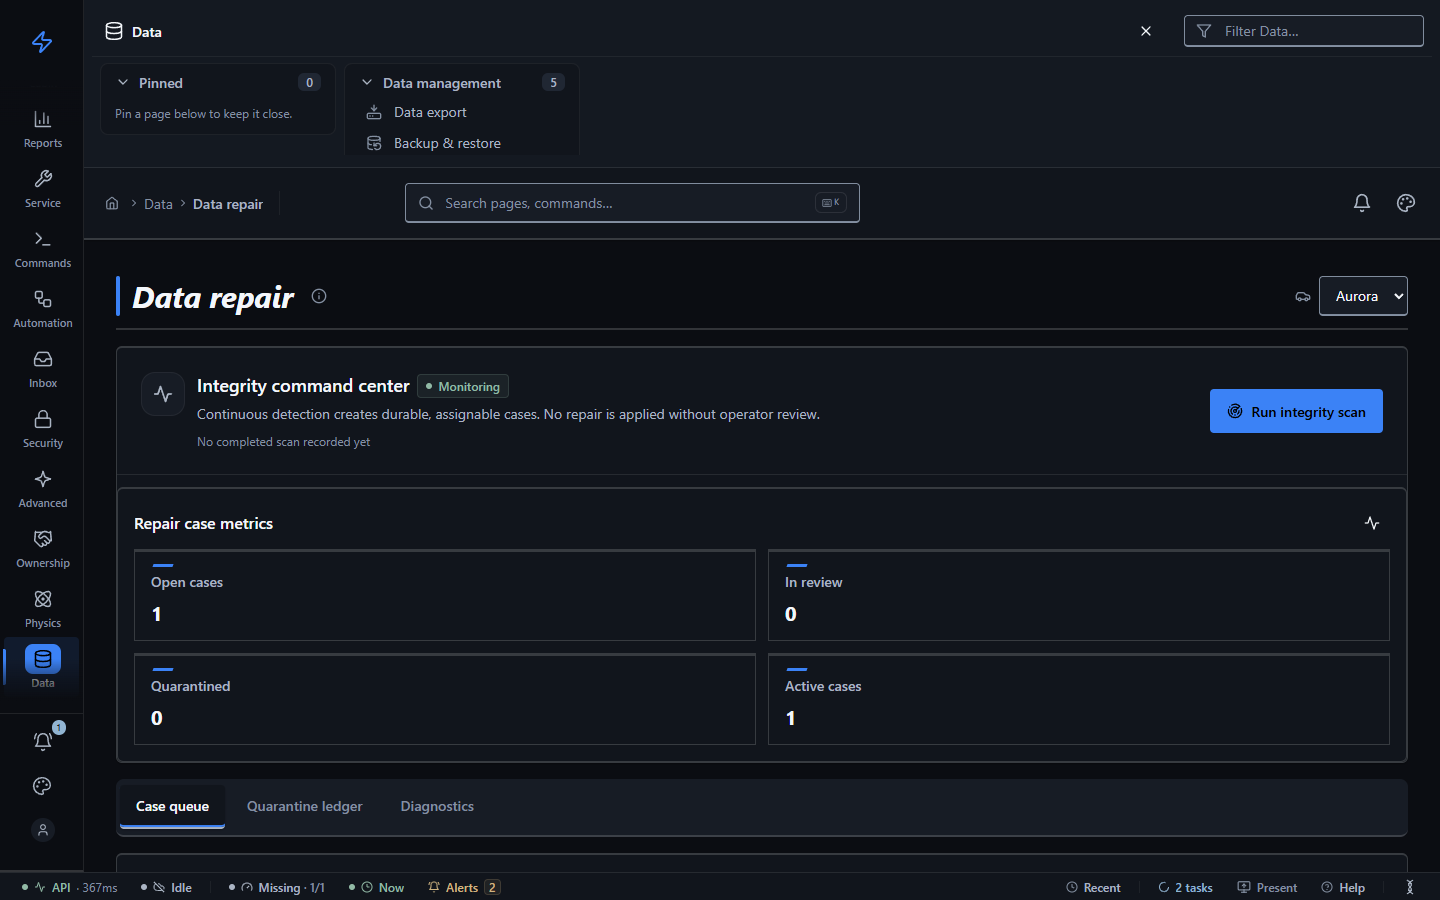 Data
Filter Data...
Pinned
0
Pin a page below to keep it close.
Data management
5
Data export
Backup & restore
Reports
Service
Commands
Automation
Inbox
Security
Advanced
Ownership
Physics
Data
1
Data
Data repair
Search pages, commands...
K
Data repair
Aurora
Integrity command center
Monitoring
Continuous detection creates durable, assignable cases. No repair is applied without operator review.
No completed scan recorded yet
Run integrity scan
Repair case metrics
Open cases
1
In review
0
Quarantined
0
Active cases
1
Case queue
Quarantine ledger
Diagnostics
API · 367ms
Idle
Missing · 1/1
Now
Alerts 2
Recent
2 tasks
Present
Help